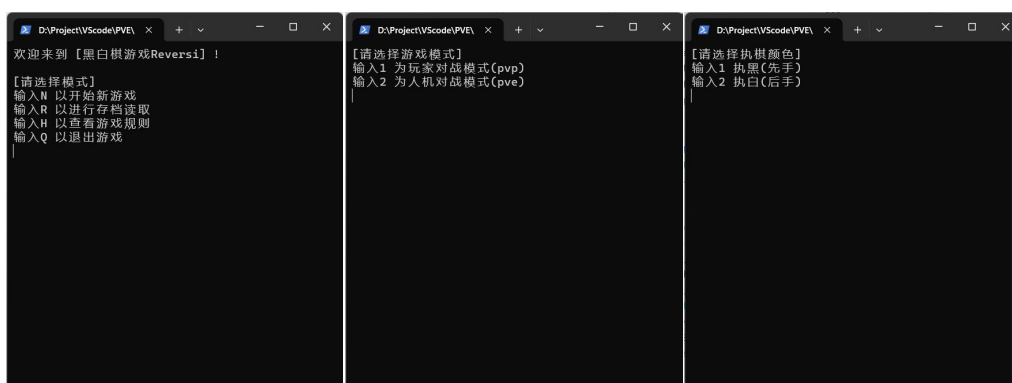 D:\Project\VScode\PVE\
欢迎来到 [黑白棋游戏Reversi] !
[请选择模式]
输入N 以开始新游戏
输入R 以进行存档读取
输入H 以查看游戏规则
输入Q 以退出游戏
D:\Project\VScode\PVE\
[请选择游戏模式]
输入1 为玩家对战模式(pvp)
输入2 为人机对战模式(pve)
D:\Project\VScode\PVE\
[请选择执棋颜色]
输入1 执黑(先手)
输入2 执白(后手)